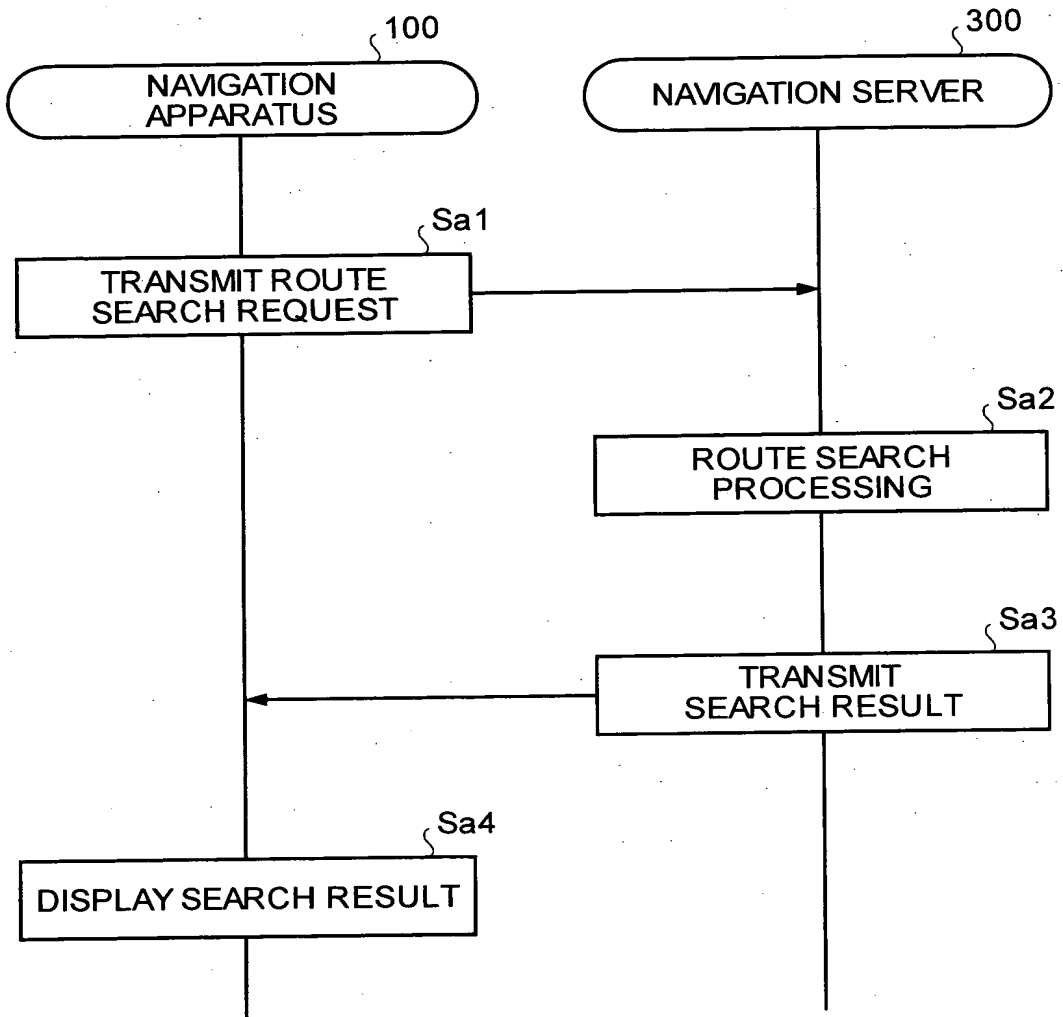 100
NAVIGATION
APPARATUS
300
NAVIGATION SERVER
Sa1
TRANSMIT ROUTE
SEARCH REQUEST
Sa2
ROUTE SEARCH
PROCESSING
Sa3
TRANSMIT
SEARCH RESULT
Sa4
DISPLAY SEARCH RESULT